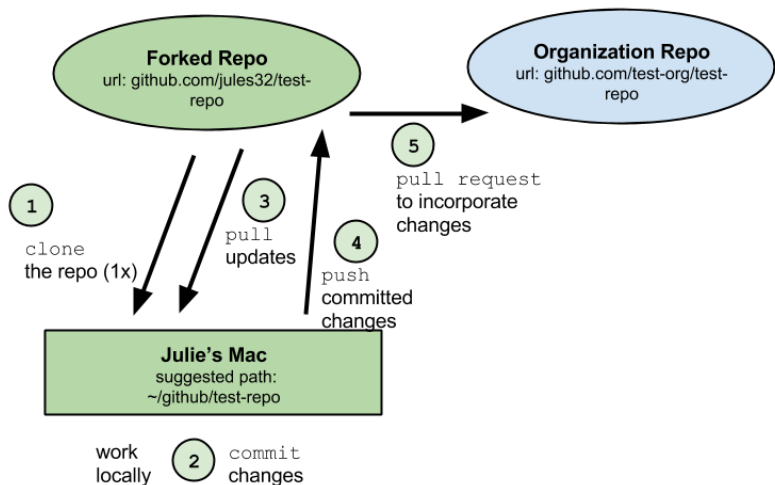 Forked Repo
url: github.com/jules32/test-
repo
Organization Repo
url: github.com/test-org/test-
repo
1
clone
the repo (1x)
3
pull
updates
4
push
committed
changes
5
pull request
to incorporate
changes
Julie's Mac
suggested path:
~/github/test-repo
work
locally
2
commit
changes